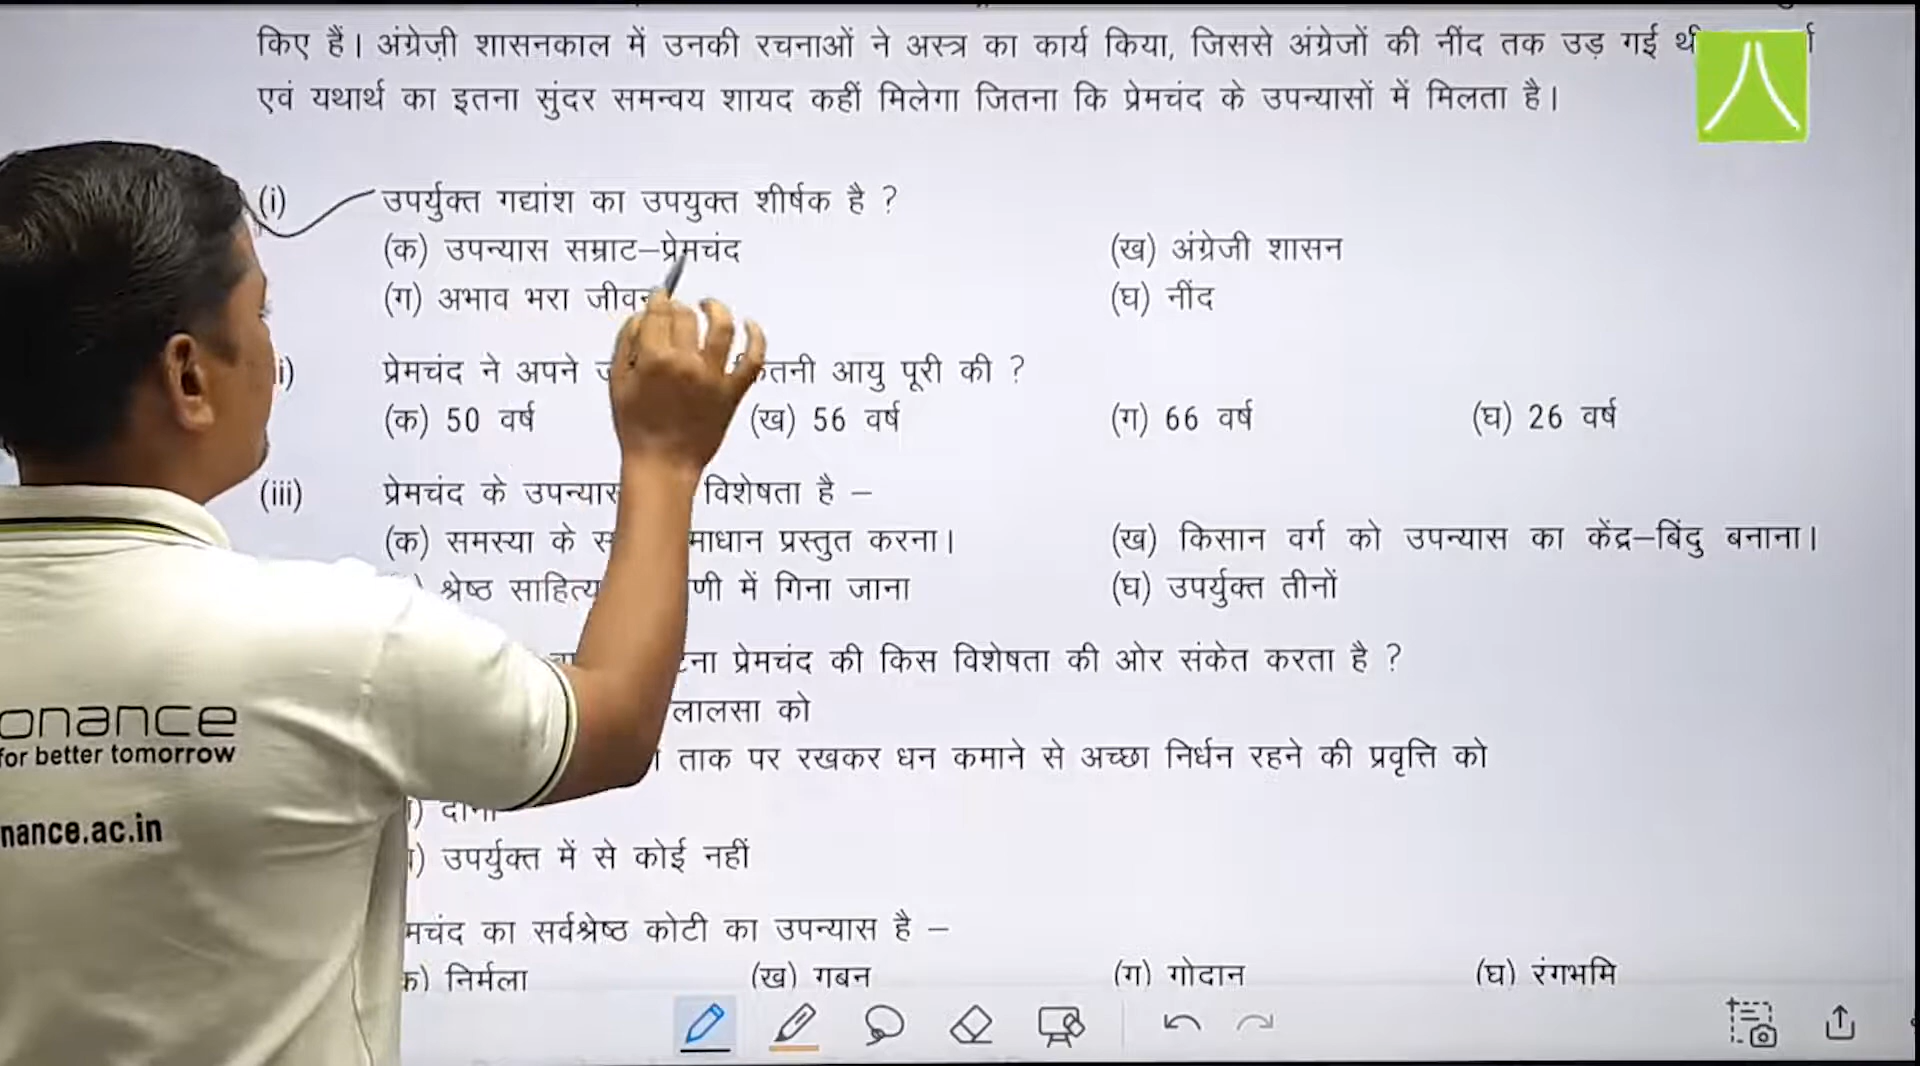 किए हैं। अंग्रेज़ी शासनकाल में उनकी रचनाओं ने अस्त्र का कार्य किया, जिससे अंग्रेजों की नींद तक उड़ गई
एवं यथार्थ का इतना सुंदर समन्वय शायद कहीं मिलेगा जितना कि प्रेमचंद के उपन्यासों में मिलता है।
(i) उपर्युक्त गद्यांश का उपयुक्त शीर्षक है ?
(क) उपन्यास सम्राट–प्रेमचंद (ख) अंग्रेजी शासन
(ग) अभाव भरा (घ) नींद
प्रेमचंद ने अपने आयु पूरी की ?
(क) 50 वर्ष (ख) 56 वर्ष (ग) 66 वर्ष (घ) 26 वर्ष
(iii) प्रेमचंद के विशेषता है –
(क) समस्या के प्रस्तुत करना। (ख) किसान वर्ग को उपन्यास का केंद्र–बिंदु बनाना।
श्रेष्ठ में गिना जाना (घ) उपर्युक्त तीनों
प्रेमचंद की किस विशेषता की ओर संकेत करता है ?
लालसा को
ताक पर रखकर धन कमाने से अच्छा निर्धन रहने की प्रवृत्ति को
उपर्युक्त में से कोई नहीं
का सर्वश्रेष्ठ कोटी का उपन्यास है –
निर्मला (ख) गबन (ग) गोदान (घ) रंगभमि
onance
for better tomorrow
nance.ac.in